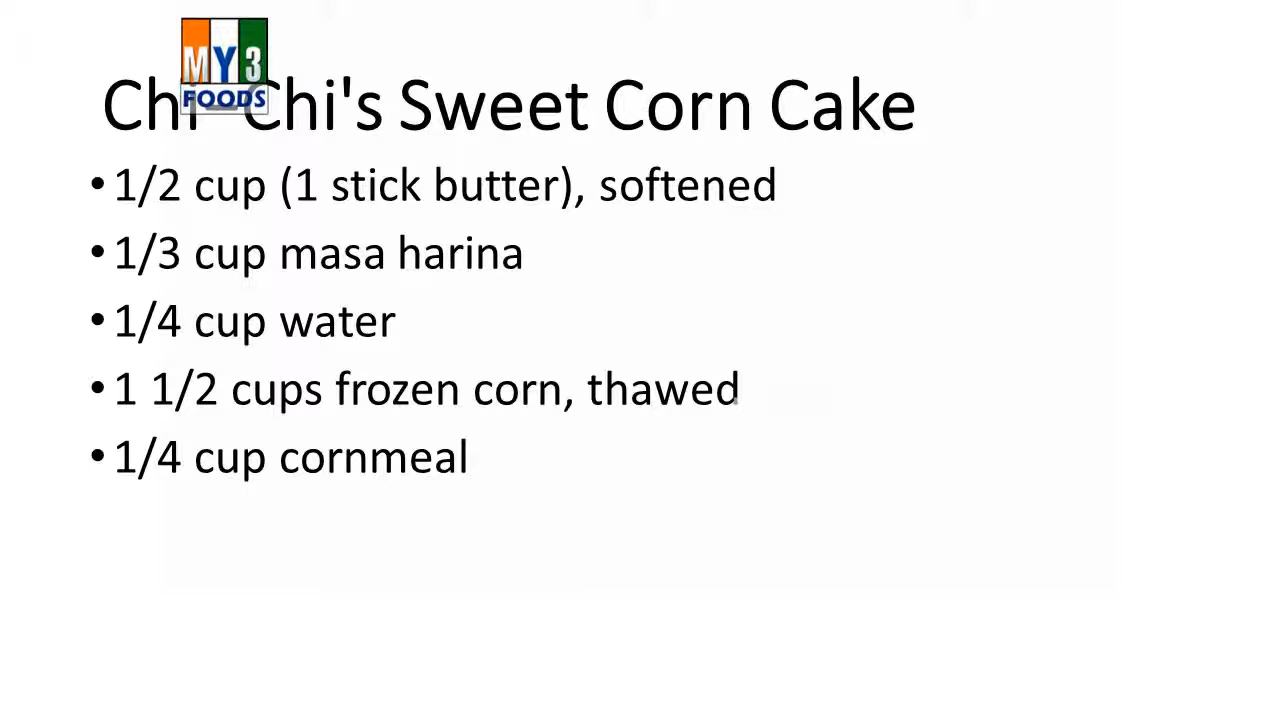 MY3
FOODS
Chi-Chi's Sweet Corn Cake
•1/2 cup (1 stick butter), softened
•1/3 cup masa harina
•1/4 cup water
•1 1/2 cups frozen corn, thawed
•1/4 cup cornmeal